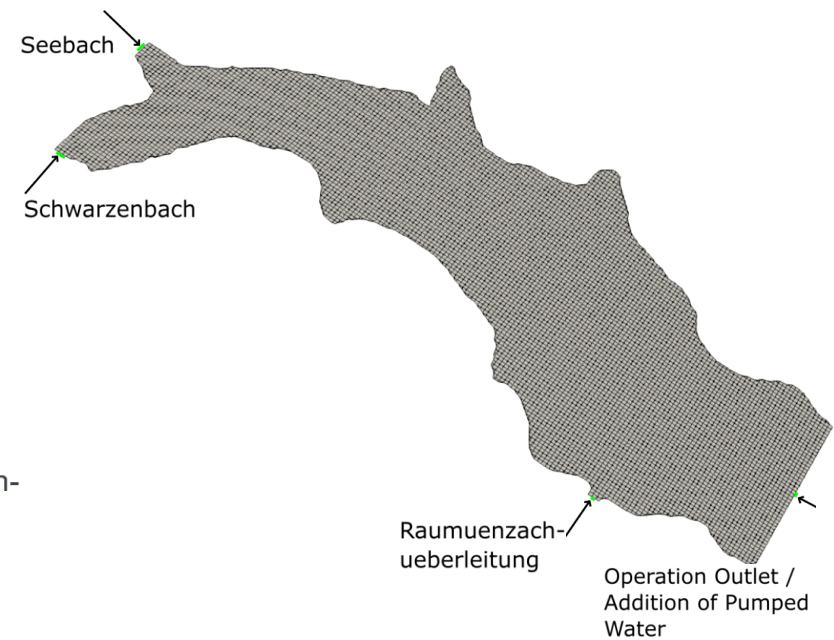 Seebach
Schwarzenbach
n-
Raumuenzach-
ueberleitung
Operation Outlet /
Addition of Pumped
Water